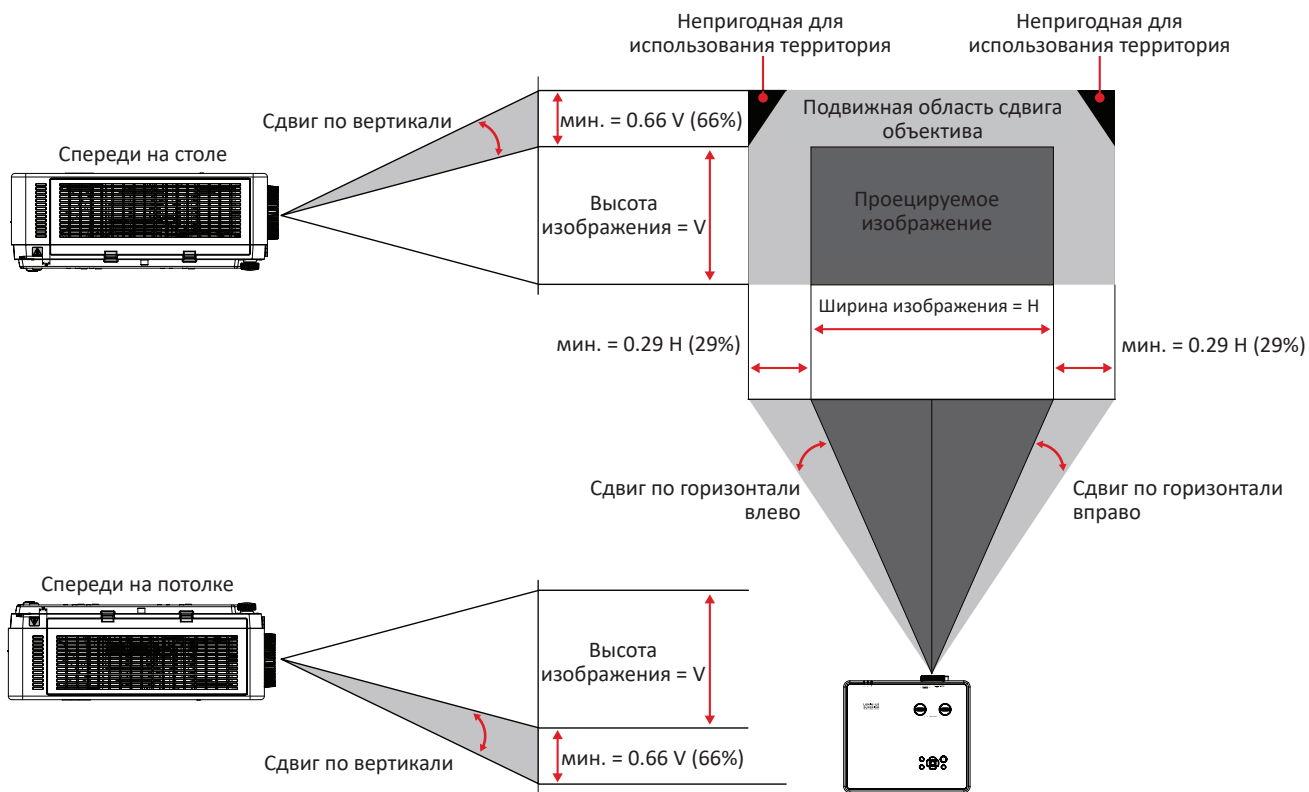 Непригодная для
использования территория
Непригодная для
использования территория
Сдвиг по вертикали
мин. = 0.66 V (66%)
Подвижная область сдвига
объектива
Спереди на столе
Высота
изображения = V
Проецируемое
изображение
Ширина изображения = H
мин. = 0.29 H (29%)
мин. = 0.29 H (29%)
Сдвиг по горизонтали
влево
Сдвиг по горизонтали
вправо
Спереди на потолке
Высота
изображения = V
Сдвиг по вертикали
мин. = 0.66 V (66%)